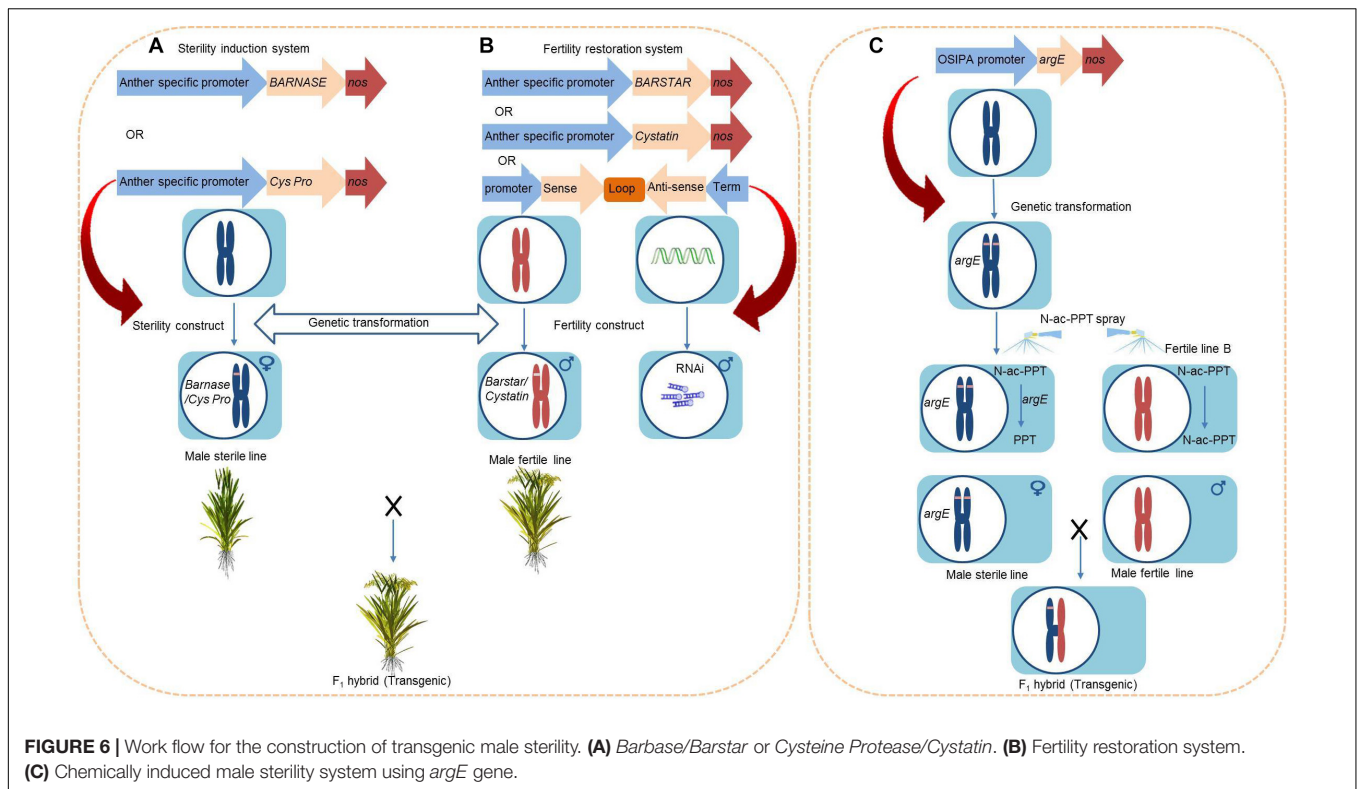 A
Sterility induction system
Anther specific promoter BARNASE nos
OR
Anther specific promoter Cys Pro nos
Sterility construct
Barnase
/Cys Pro
♀
Male sterile line
Genetic transformation
B
Fertility restoration system
Anther specific promoter BARSTAR nos
OR
Anther specific promoter Cystatin nos
OR
promoter Sense Loop Anti-sense Term
Fertility construct
Barstar/
Cystatin
♂
RNAi
♂
Male fertile line
X
F₁ hybrid (Transgenic)
C
OSIPA promoter argE nos
Genetic transformation
argE
N-ac-PPT spray
Fertile line B
argE
N-ac-PPT
argE
PPT
N-ac-PPT
N-ac-PPT
argE
♀
♂
X
Male sterile line
Male fertile line
F₁ hybrid (Transgenic)
FIGURE 6 | Work flow for the construction of transgenic male sterility. (A) Barbase/Barstar or Cysteine Protease/Cystatin. (B) Fertility restoration system.
(C) Chemically induced male sterility system using argE gene.